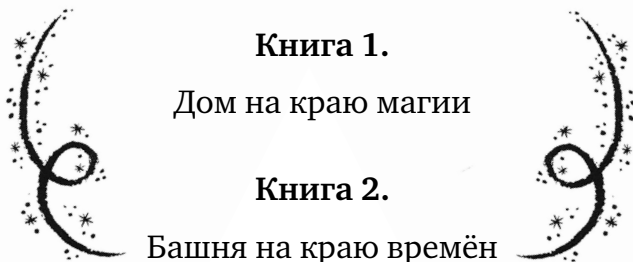 Книга 1.
Дом на краю магии
Книга 2.
Башня на краю времён